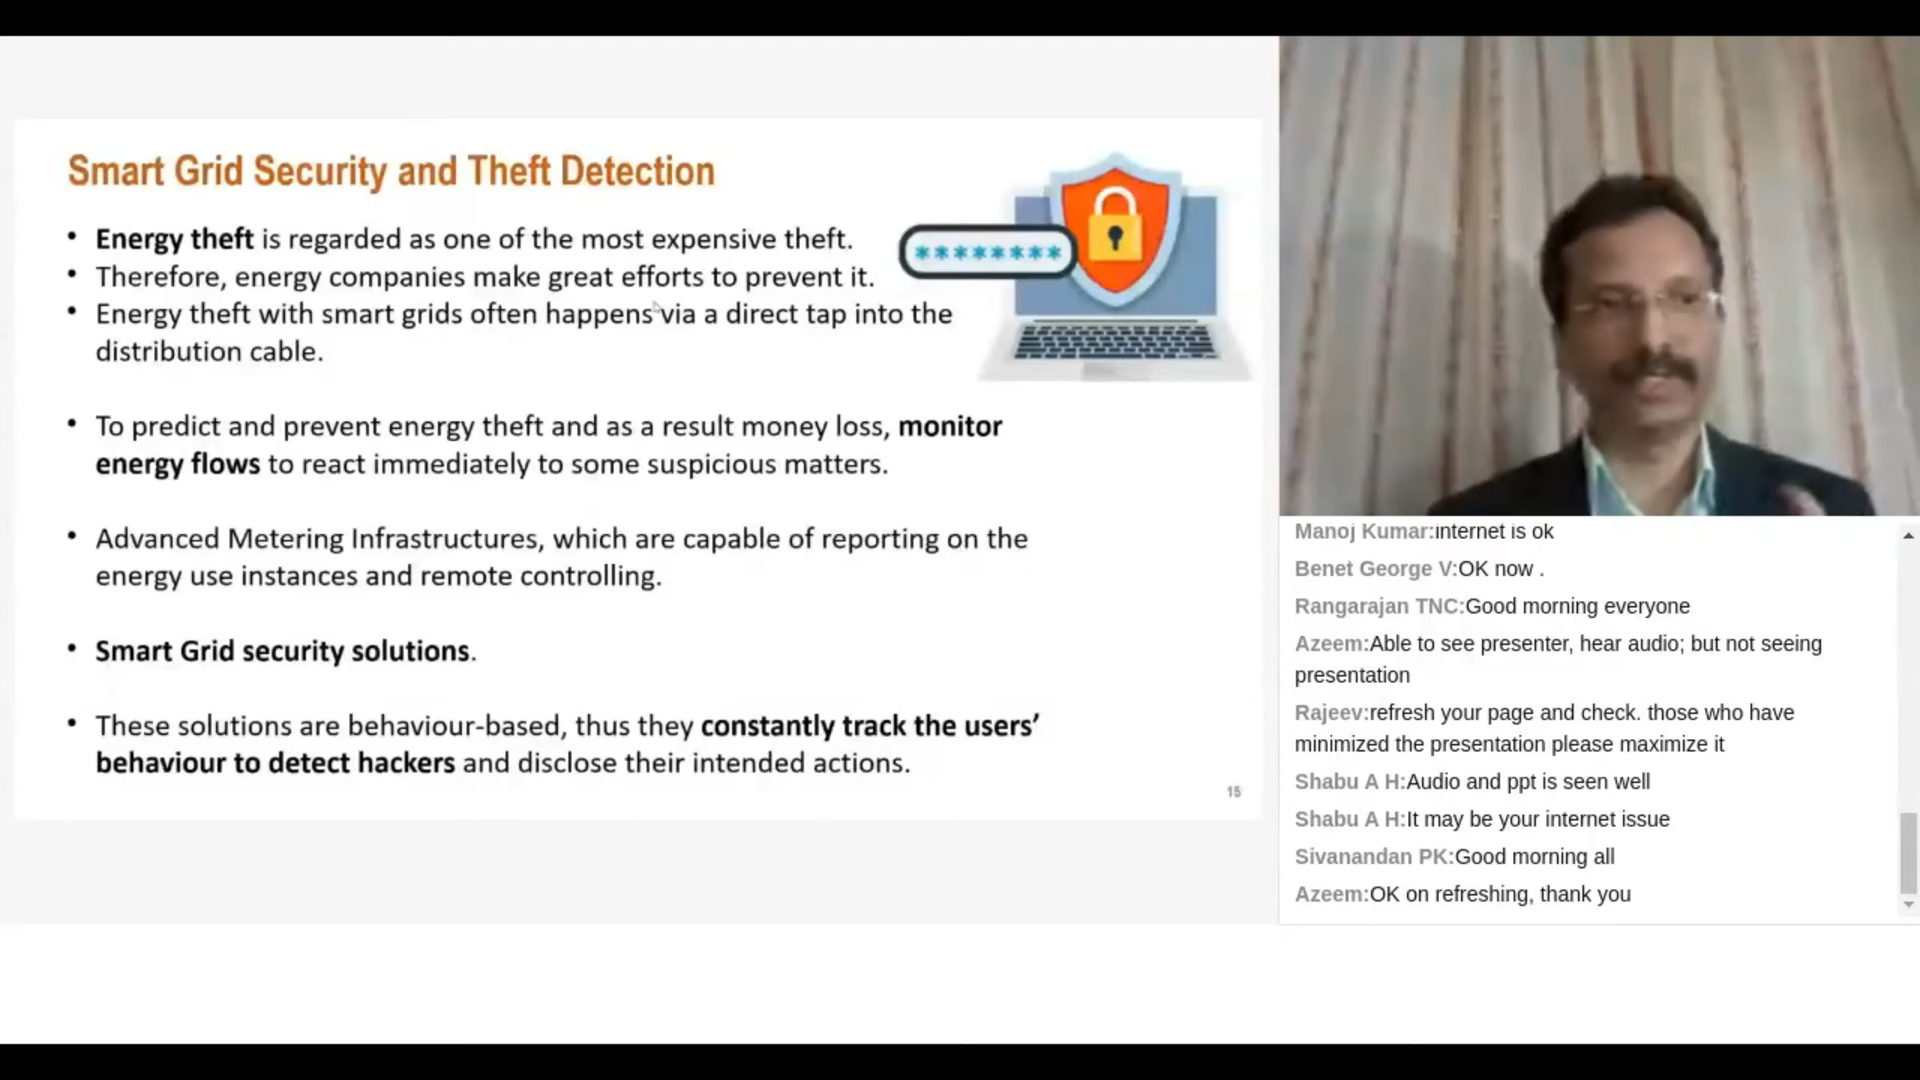 Smart Grid Security and Theft Detection
• Energy theft is regarded as one of the most expensive theft.
• Therefore, energy companies make great efforts to prevent it.
• Energy theft with smart grids often happens via a direct tap into the
distribution cable.
• To predict and prevent energy theft and as a result money loss, monitor
energy flows to react immediately to some suspicious matters.
• Advanced Metering Infrastructures, which are capable of reporting on the
energy use instances and remote controlling.
• Smart Grid security solutions.
• These solutions are behaviour-based, thus they constantly track the users’
behaviour to detect hackers and disclose their intended actions.
********
15
Manoj Kumar:internet is ok
Benet George V:OK now .
Rangarajan TNC:Good morning everyone
Azeem:Able to see presenter, hear audio; but not seeing
presentation
Rajeev:refresh your page and check. those who have
minimized the presentation please maximize it
Shabu A H:Audio and ppt is seen well
Shabu A H:It may be your internet issue
Sivanandan PK:Good morning all
Azeem:OK on refreshing, thank you